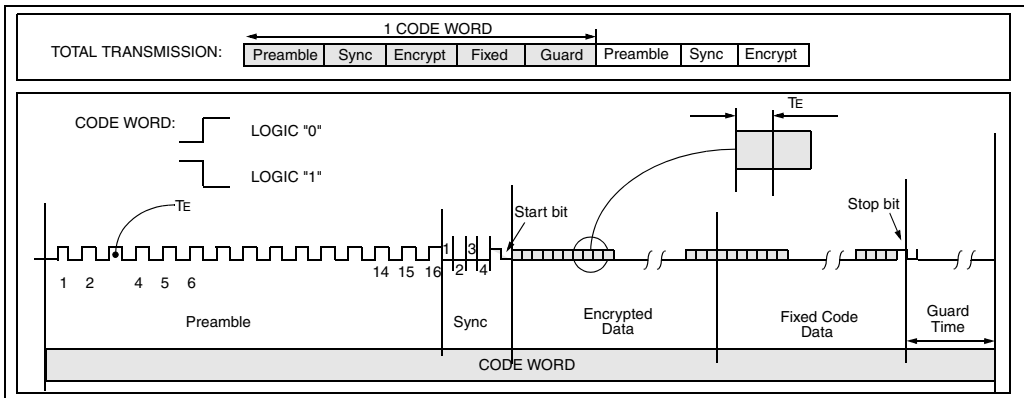 1 CODE WORD
TOTAL TRANSMISSION: Preamble Sync Encrypt Fixed Guard Preamble Sync Encrypt
TE
CODE WORD:
LOGIC "0"
LOGIC "1"
TE
Start bit
Stop bit
1 2 4 5 6 14 15 16 1 2 3 4
Preamble
Sync
Encrypted
Data
Fixed Code
Data
Guard
Time
CODE WORD